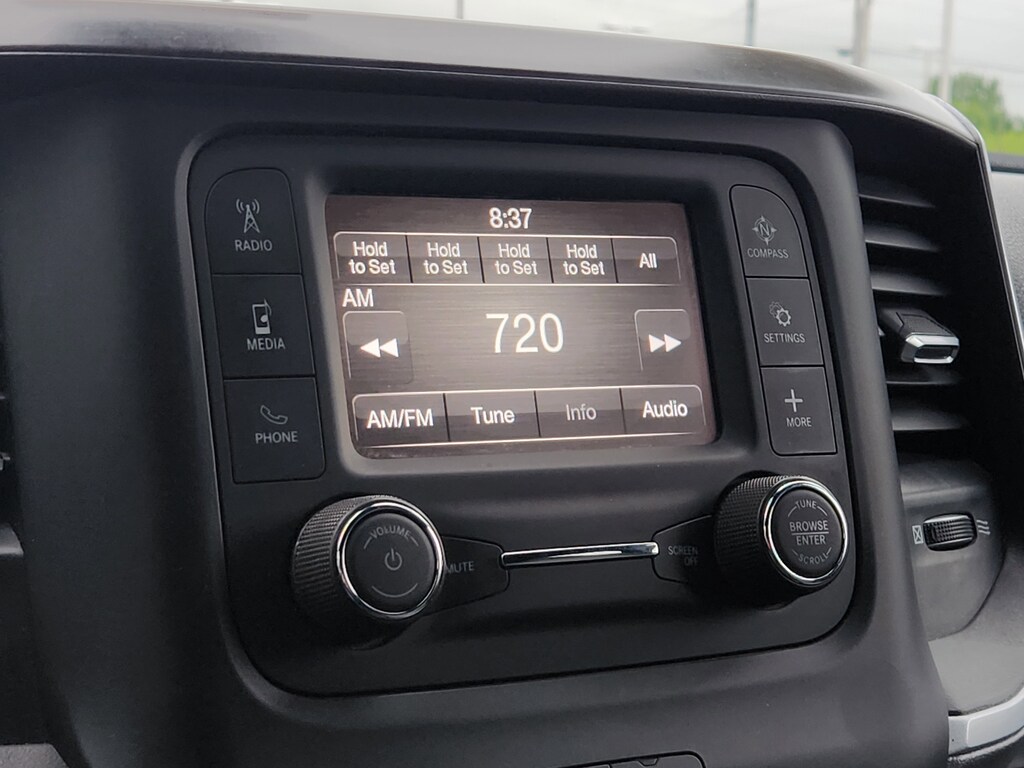 8:37
Hold to Set
Hold to Set
Hold to Set
Hold to Set
All
AM
720
AM/FM
Tune
Info
Audio
RADIO
MEDIA
PHONE
N
COMPASS
SETTINGS
MORE
VOLUME
MUTE
SCREEN
OFF
TUNE
BROWSE
ENTER
SCROLL